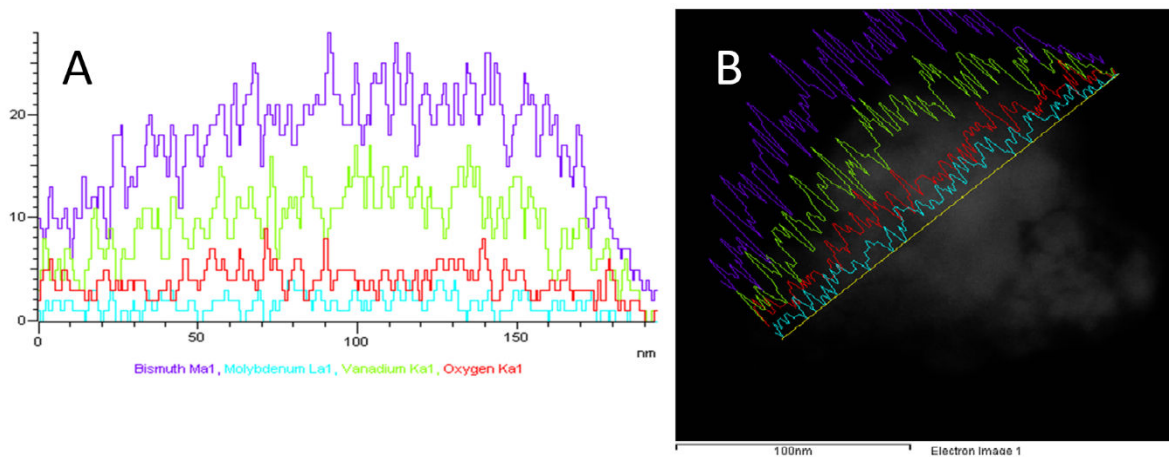 A
20
10
0
0 50 100 150
nm
Bismuth Ma1, Molybdenum La1, Vanadium Ka1, Oxygen Ka1
B
100nm Electron Image 1